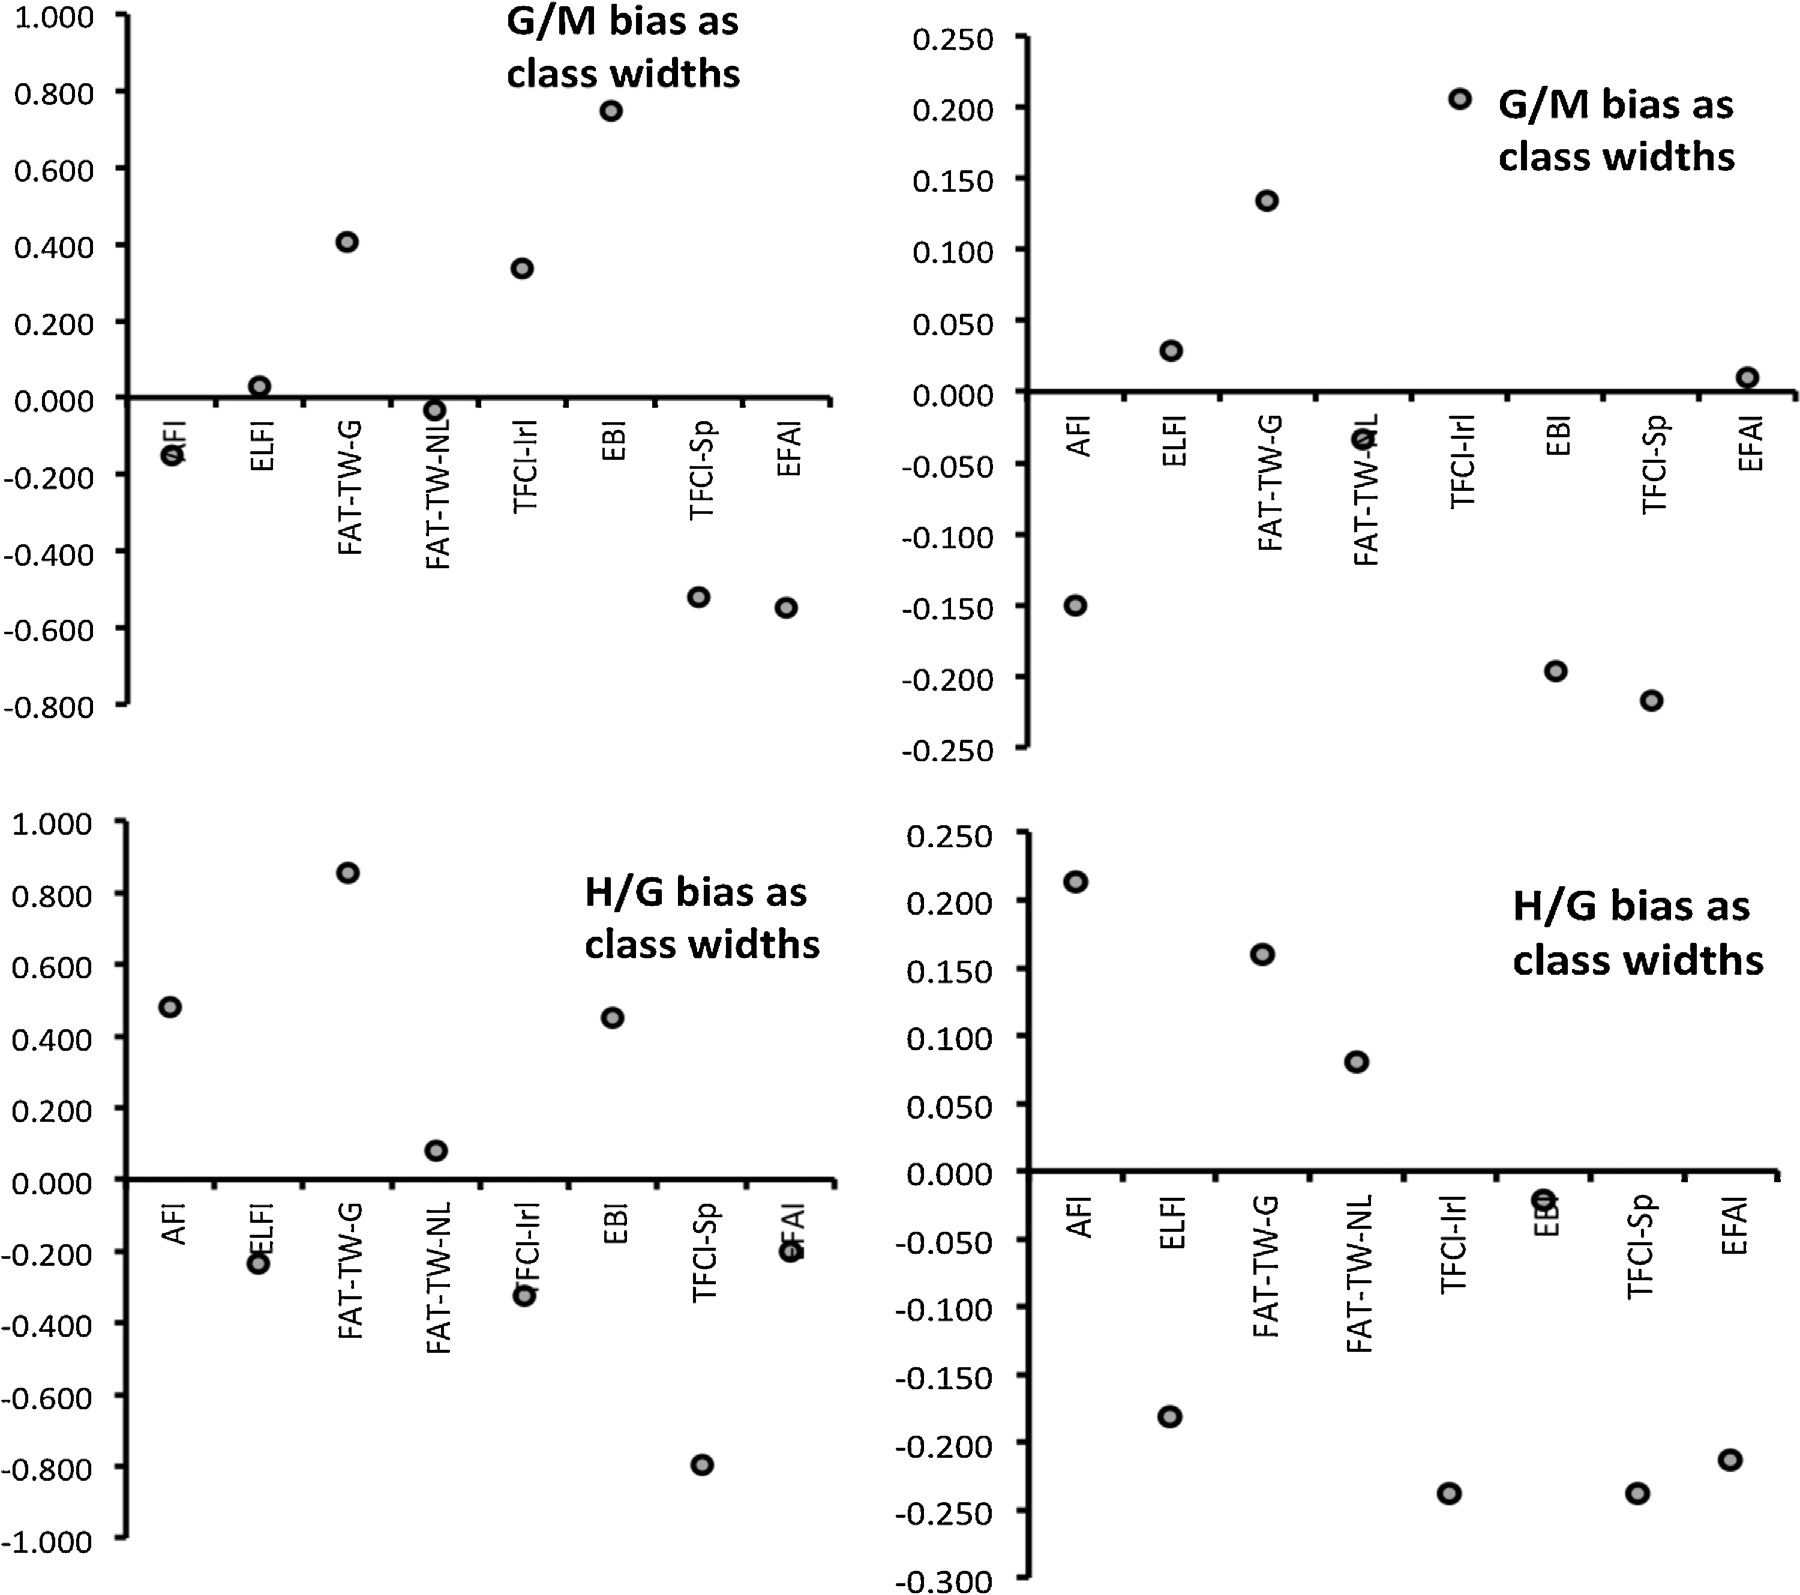 G/M bias as
class widths
1.000
0.800
0.600
0.400
0.200
0.000
-0.200
-0.400
-0.600
-0.800
AFI
ELFI
FAT-TW-G
FAT-TW-NL
TFCI-Irl
EBI
TFCI-Sp
EFAI
G/M bias as
class widths
0.250
0.200
0.150
0.100
0.050
0.000
-0.050
-0.100
-0.150
-0.200
-0.250
AFI
ELFI
FAT-TW-G
FAT-TW-NL
TFCI-Irl
EBI
TFCI-Sp
EFAI
H/G bias as
class widths
1.000
0.800
0.600
0.400
0.200
0.000
-0.200
-0.400
-0.600
-0.800
-1.000
AFI
ELFI
FAT-TW-G
FAT-TW-NL
TFCI-Irl
EBI
TFCI-Sp
EFAI
H/G bias as
class widths
0.250
0.200
0.150
0.100
0.050
0.000
-0.050
-0.100
-0.150
-0.200
-0.250
-0.300
AFI
ELFI
FAT-TW-G
FAT-TW-NL
TFCI-Irl
EBI
TFCI-Sp
EFAI